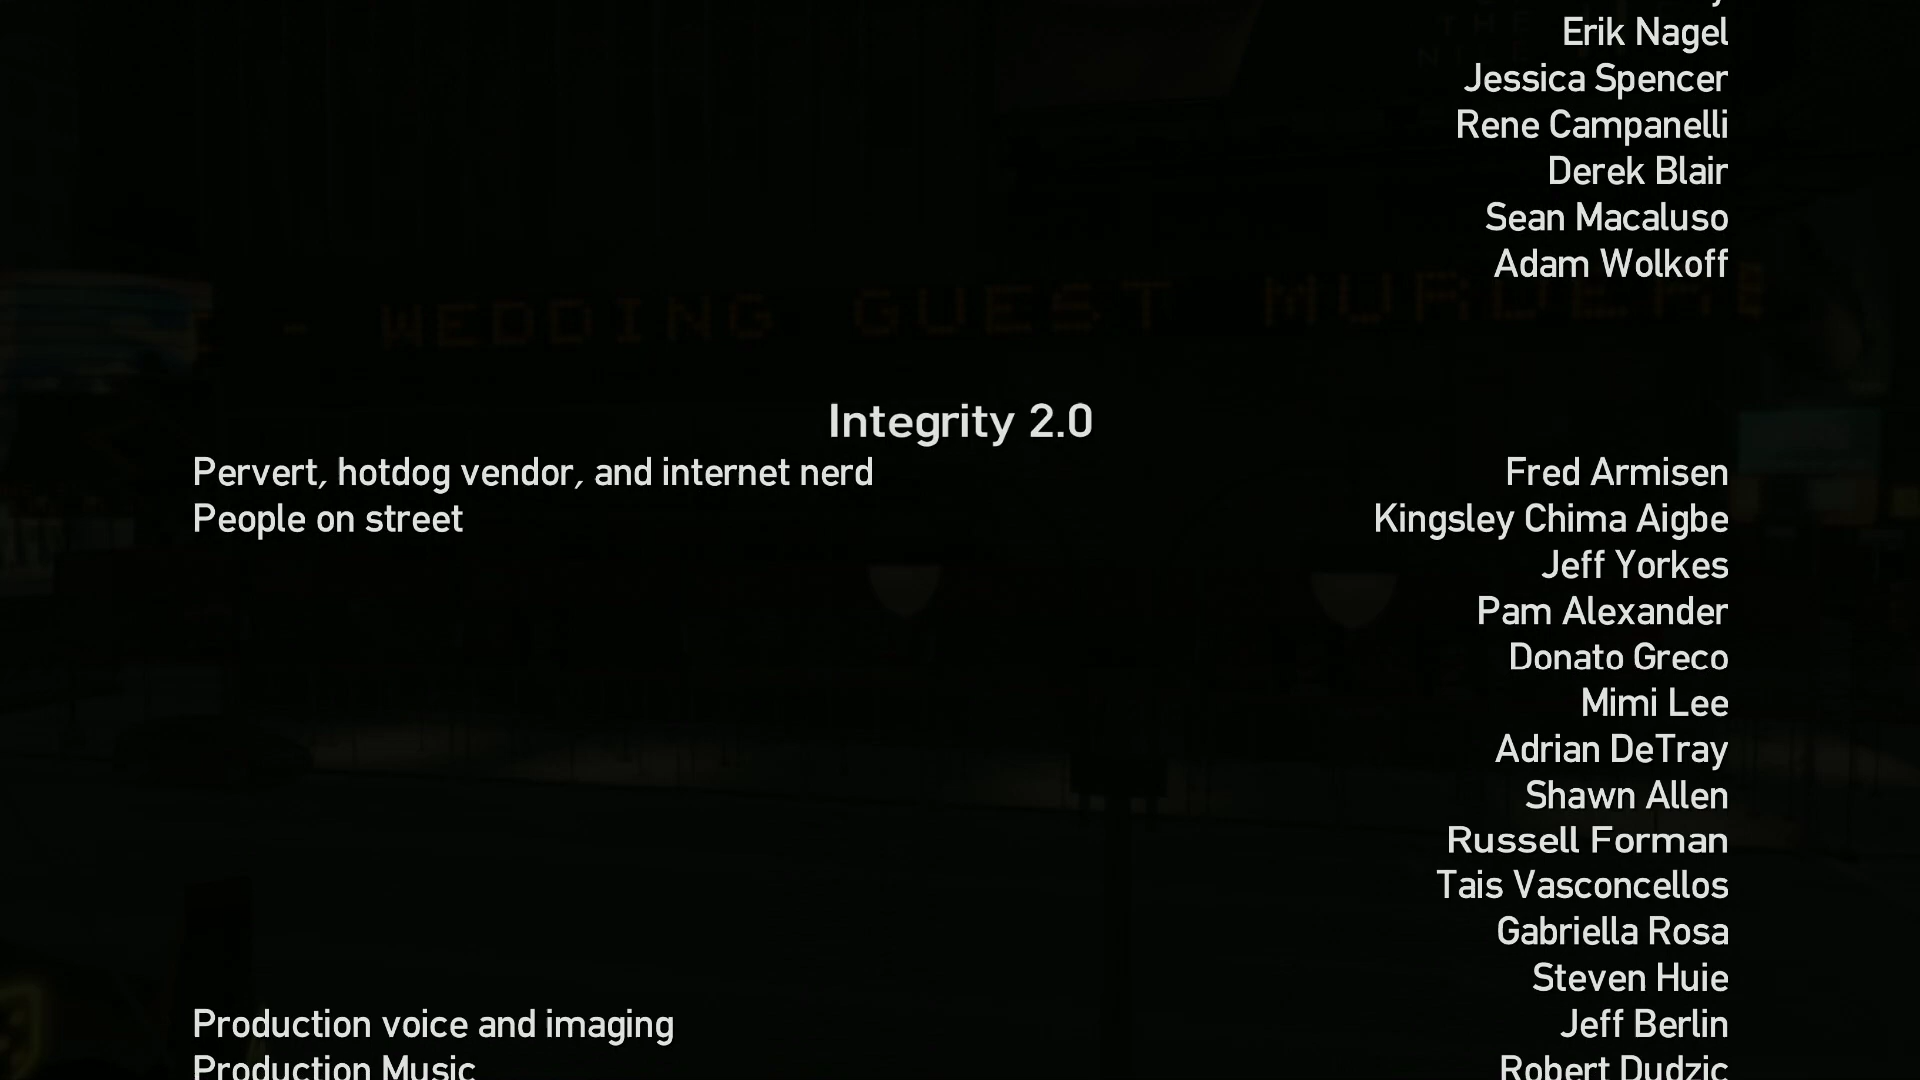 Erik Nagel
Jessica Spencer
Rene Campanelli
Derek Blair
Sean Macaluso
Adam Wolkoff
- WEDDING GUEST MURDER
Integrity 2.0
Pervert, hotdog vendor, and internet nerd Fred Armisen
People on street Kingsley Chima Aigbe
Jeff Yorkes
Pam Alexander
Donato Greco
Mimi Lee
Adrian DeTray
Shawn Allen
Russell Forman
Tais Vasconcellos
Gabriella Rosa
Steven Huie
Production voice and imaging Jeff Berlin
Production Music Robert Dudzic